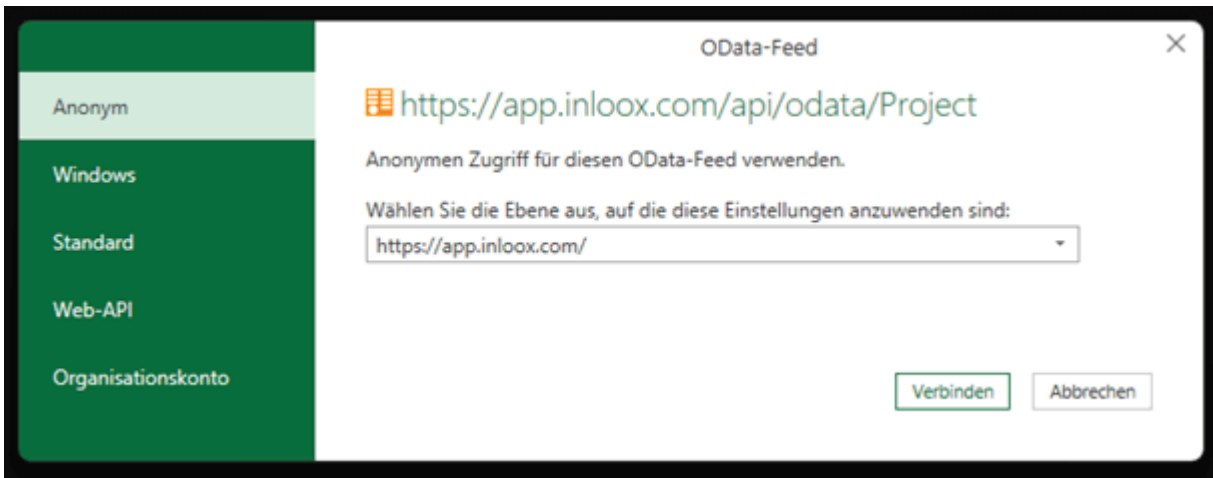 OData-Feed
Anonym
Windows
Standard
Web-API
Organisationskonto
https://app.inloox.com/api/odata/Project
Anonymen Zugriff für diesen OData-Feed verwenden.
Wählen Sie die Ebene aus, auf die diese Einstellungen anzuwenden sind:
https://app.inloox.com/
Verbinden
Abbrechen